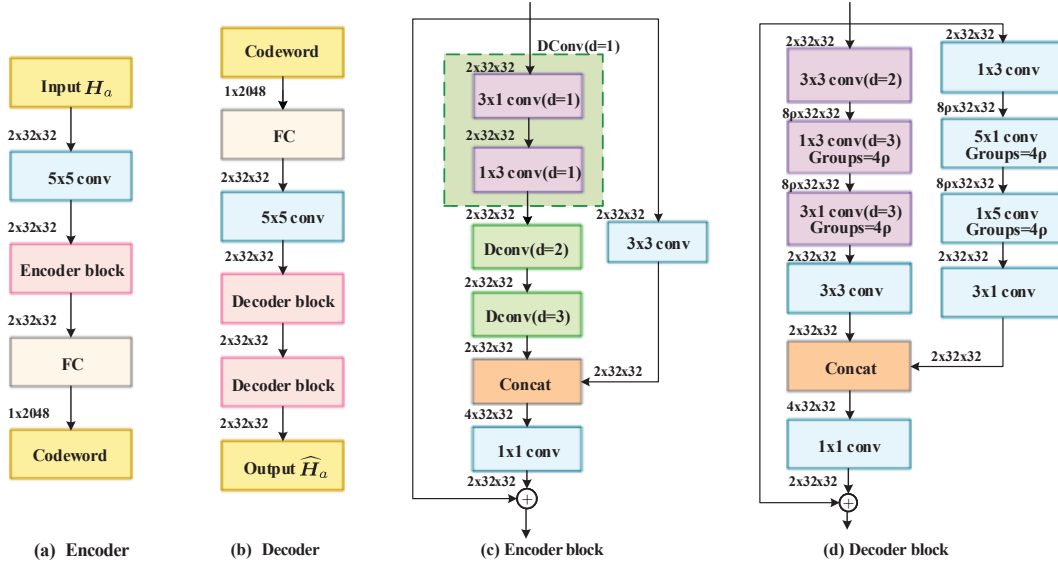 Input H_a
2x32x32
5x5 conv
2x32x32
Encoder block
2x32x32
FC
1x2048
Codeword
(a) Encoder
Codeword
1x2048
FC
2x32x32
5x5 conv
2x32x32
Decoder block
2x32x32
Decoder block
2x32x32
Output Ĥ_a
(b) Decoder
DConv(d=1)
2x32x32
3x1 conv(d=1)
2x32x32
1x3 conv(d=1)
2x32x32
Dconv(d=2)
2x32x32
Dconv(d=3)
2x32x32
2x32x32
3x3 conv
2x32x32
Concat
4x32x32
1x1 conv
2x32x32
+
(c) Encoder block
2x32x32
3x3 conv(d=2)
8ρx32x32
1x3 conv(d=3)
Groups=4ρ
8ρx32x32
3x1 conv(d=3)
Groups=4ρ
2x32x32
3x3 conv
2x32x32
2x32x32
1x3 conv
8ρx32x32
5x1 conv
Groups=4ρ
8ρx32x32
1x5 conv
Groups=4ρ
2x32x32
3x1 conv
2x32x32
Concat
4x32x32
1x1 conv
2x32x32
+
(d) Decoder block